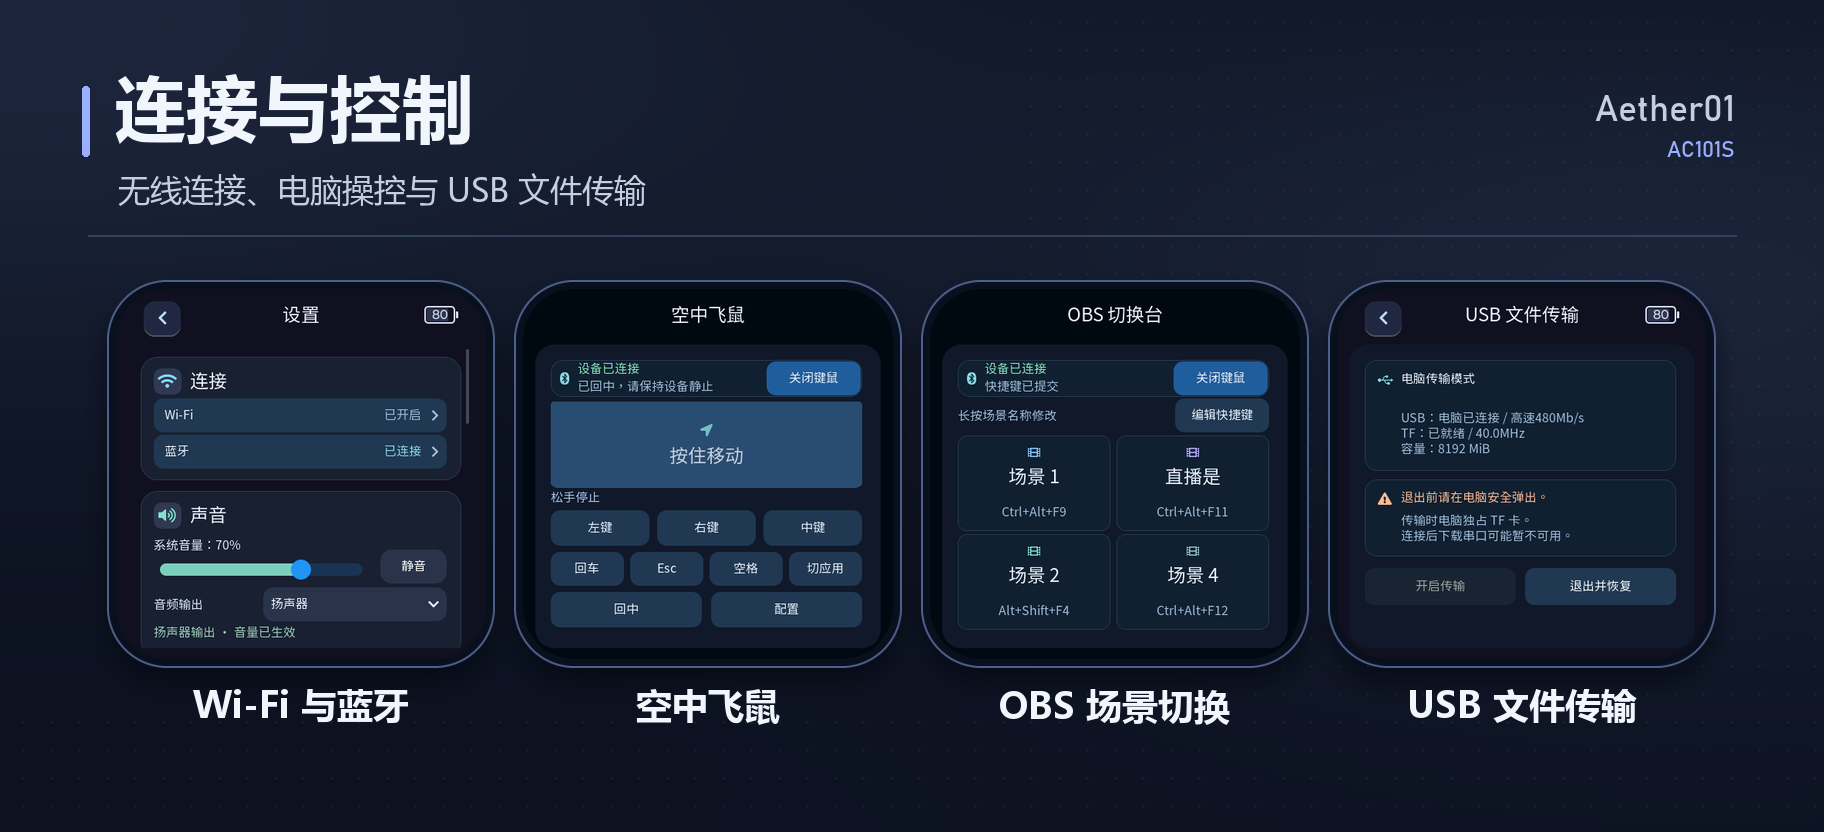 连接与控制
无线连接、电脑操控与 USB 文件传输
Aether01
AC101S
设置
80
连接
Wi-Fi
已开启
蓝牙
已连接
声音
系统音量：70%
静音
音频输出
扬声器
扬声器输出 · 音量已生效
Wi-Fi 与蓝牙
空中飞鼠
设备已连接
已回中，请保持设备静止
关闭键鼠
按住移动
松手停止
左键
右键
中键
回车
Esc
空格
切应用
回中
配置
空中飞鼠
OBS 切换台
设备已连接
快捷键已提交
关闭键鼠
长按场景名称修改
编辑快捷键
场景 1
Ctrl+Alt+F9
直播是
Ctrl+Alt+F11
场景 2
Alt+Shift+F4
场景 4
Ctrl+Alt+F12
OBS 场景切换
USB 文件传输
80
电脑传输模式
USB：电脑已连接 / 高速480Mb/s
TF：已就绪 / 40.0MHz
容量：8192 MiB
退出前请在电脑安全弹出。
传输时电脑独占 TF 卡。
连接后下载串口可能暂不可用。
开启传输
退出并恢复
USB 文件传输